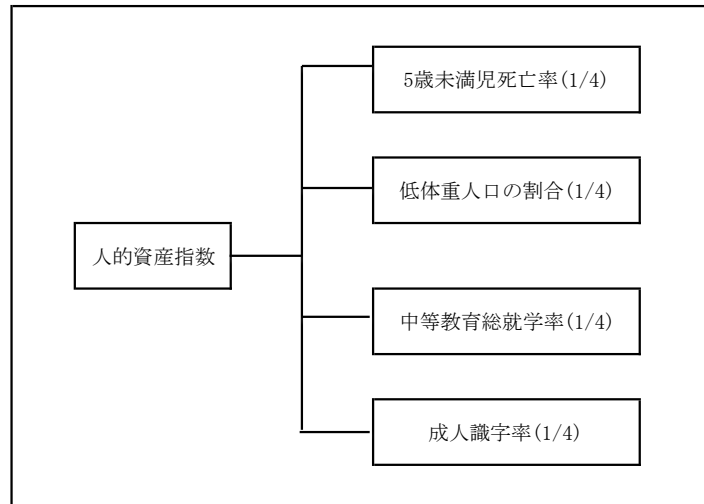 5歳未満児死亡率(1/4)
低体重人口の割合(1/4)
人的資産指数
中等教育総就学率(1/4)
成人識字率(1/4)